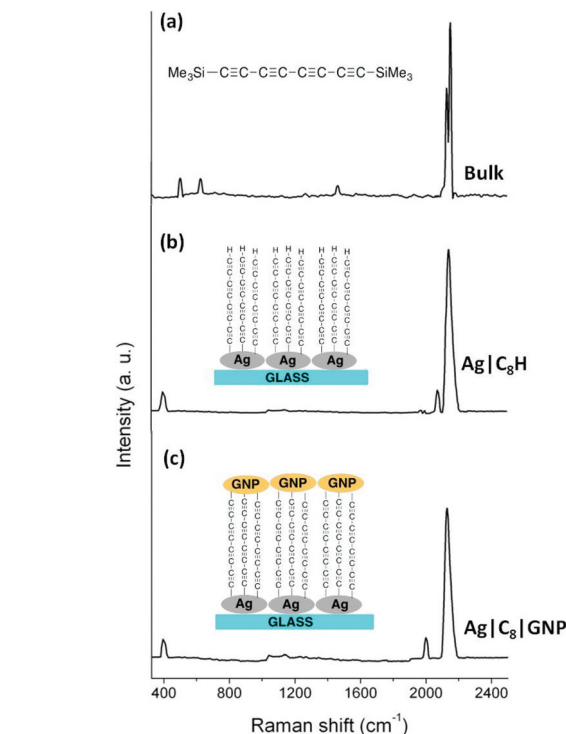 (a)
Me₃Si—C≡C—C≡C—C≡C—C≡C—SiMe₃
Bulk
(b)
H H H H H H H H H
C≡C-C≡C-C≡C-C≡C
Ag Ag Ag
GLASS
Ag|C₈H
(c)
GNP GNP GNP
C≡C-C≡C-C≡C-C≡C
Ag Ag Ag
GLASS
Ag|C₈|GNP
Intensity (a. u.)
400 800 1200 1600 2000 2400
Raman shift (cm⁻¹)